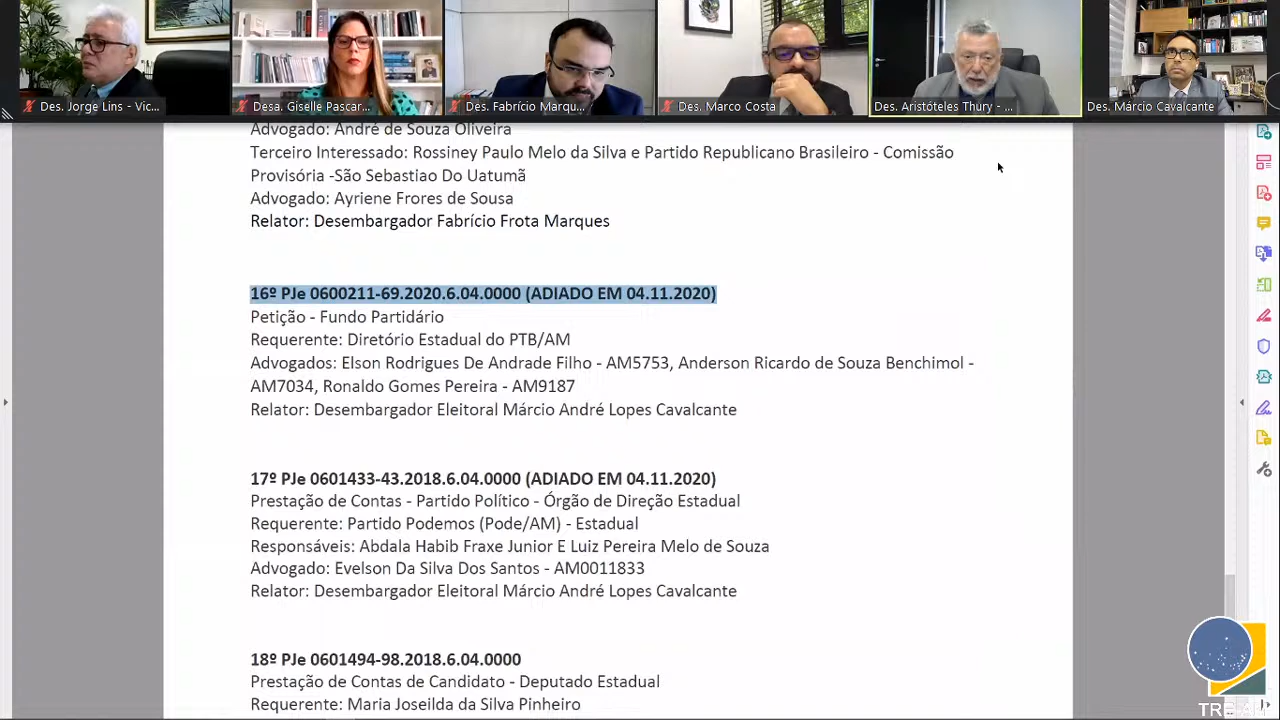 Des. Jorge Lins - Vic...
Desa. Giselle Pascar...
Des. Fabrício Marqu...
Des. Marco Costa
Des. Aristóteles Thury - ...
Des. Márcio Cavalcante
Advogado: André de Souza Oliveira
Terceiro Interessado: Rossiney Paulo Melo da Silva e Partido Republicano Brasileiro - Comissão
Provisória -São Sebastiao Do Uatumã
Advogado: Ayriene Frores de Sousa
Relator: Desembargador Fabrício Frota Marques
16º PJe 0600211-69.2020.6.04.0000 (ADIADO EM 04.11.2020)
Petição - Fundo Partidário
Requerente: Diretório Estadual do PTB/AM
Advogados: Elson Rodrigues De Andrade Filho - AM5753, Anderson Ricardo de Souza Benchimol -
AM7034, Ronaldo Gomes Pereira - AM9187
Relator: Desembargador Eleitoral Márcio André Lopes Cavalcante
17º PJe 0601433-43.2018.6.04.0000 (ADIADO EM 04.11.2020)
Prestação de Contas - Partido Político - Órgão de Direção Estadual
Requerente: Partido Podemos (Pode/AM) - Estadual
Responsáveis: Abdala Habib Fraxe Junior E Luiz Pereira Melo de Souza
Advogado: Evelson Da Silva Dos Santos - AM0011833
Relator: Desembargador Eleitoral Márcio André Lopes Cavalcante
18º PJe 0601494-98.2018.6.04.0000
Prestação de Contas de Candidato - Deputado Estadual
Requerente: Maria Joseilda da Silva Pinheiro